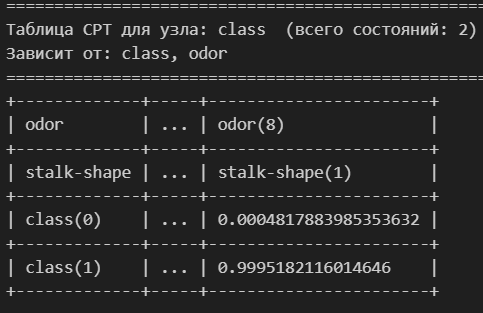 ================================================
Таблица CPT для узла: class  (всего состояний: 2)
Зависит от: class, odor
================================================
+-------------+-----+-----------------------+
| odor        | ... | odor(8)               |
+-------------+-----+-----------------------+
| stalk-shape | ... | stalk-shape(1)        |
+-------------+-----+-----------------------+
| class(0)    | ... | 0.0004817883985353632 |
+-------------+-----+-----------------------+
| class(1)    | ... | 0.9995182116014646    |
+-------------+-----+-----------------------+